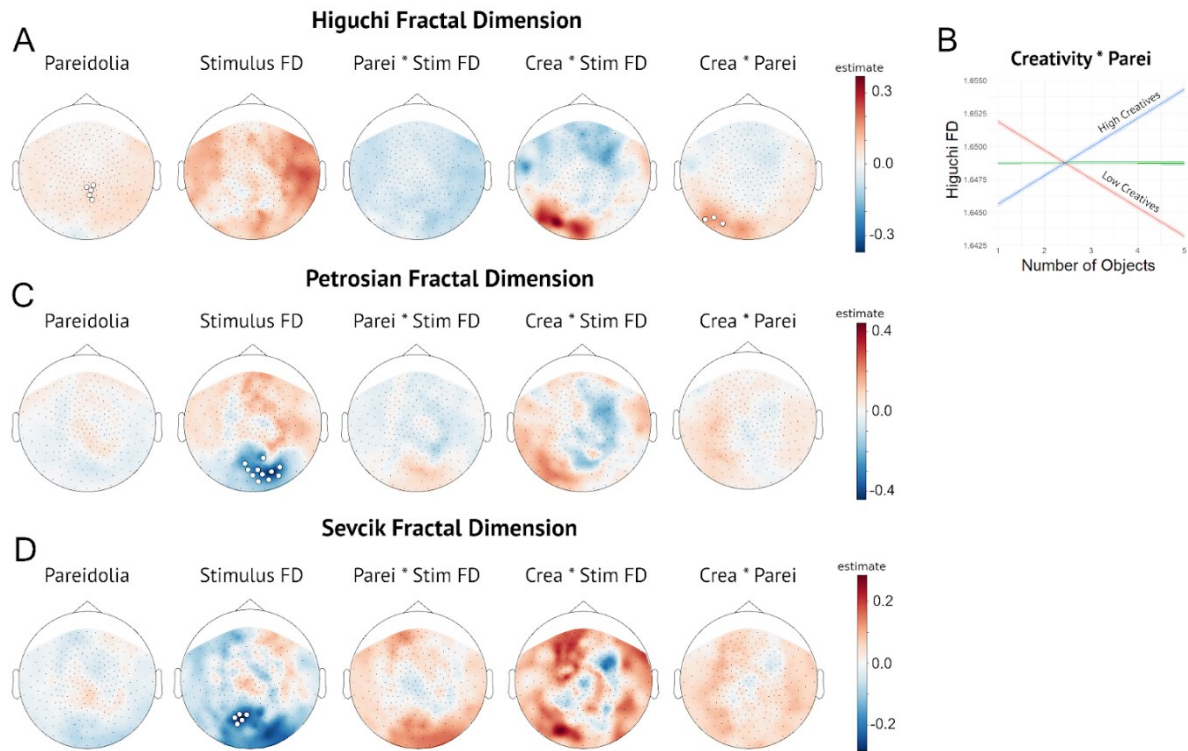 A
Higuchi Fractal Dimension
Pareidolia Stimulus FD Parei * Stim FD Crea * Stim FD Crea * Parei
estimate
0.3
0.0
-0.3
B
Creativity * Parei
Higuchi FD
1.6550
1.6525
1.6500
1.6475
1.6450
1.6425
High Creatives
Low Creatives
1 2 3 4 5
Number of Objects
C
Petrosian Fractal Dimension
Pareidolia Stimulus FD Parei * Stim FD Crea * Stim FD Crea * Parei
estimate
0.4
0.0
-0.4
D
Sevcik Fractal Dimension
Pareidolia Stimulus FD Parei * Stim FD Crea * Stim FD Crea * Parei
estimate
0.2
0.0
-0.2